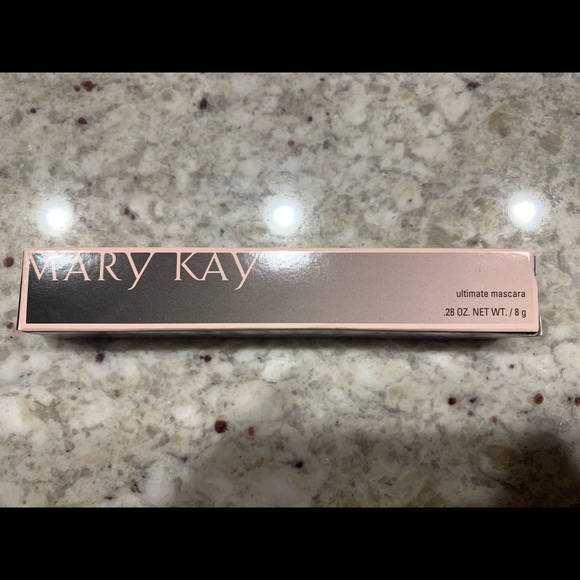 MARY KAY
ultimate mascara
.28 OZ. NET WT. / 8 g